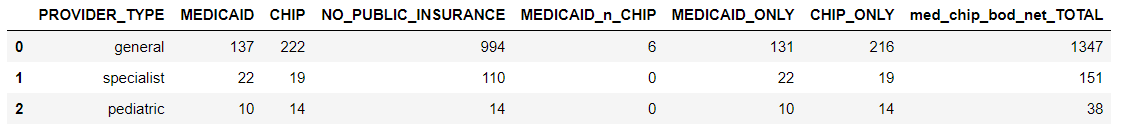 PROVIDER_TYPE MEDICAID CHIP NO_PUBLIC_INSURANCE MEDICAID_n_CHIP MEDICAID_ONLY CHIP_ONLY med_chip_bod_net_TOTAL
0 general 137 222 994 6 131 216 1347
1 specialist 22 19 110 0 22 19 151
2 pediatric 10 14 14 0 10 14 38